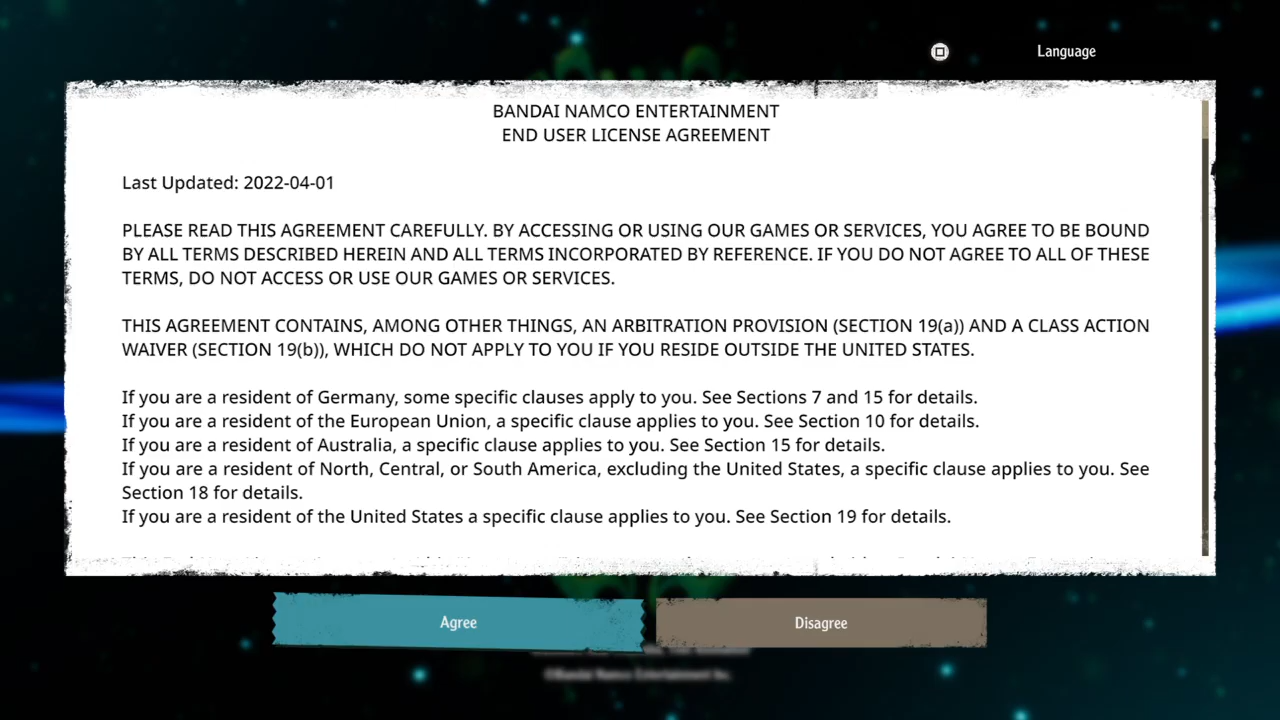 Language
BANDAI NAMCO ENTERTAINMENT
END USER LICENSE AGREEMENT
Last Updated: 2022-04-01
PLEASE READ THIS AGREEMENT CAREFULLY. BY ACCESSING OR USING OUR GAMES OR SERVICES, YOU AGREE TO BE BOUND
BY ALL TERMS DESCRIBED HEREIN AND ALL TERMS INCORPORATED BY REFERENCE. IF YOU DO NOT AGREE TO ALL OF THESE
TERMS, DO NOT ACCESS OR USE OUR GAMES OR SERVICES.
THIS AGREEMENT CONTAINS, AMONG OTHER THINGS, AN ARBITRATION PROVISION (SECTION 19(a)) AND A CLASS ACTION
WAIVER (SECTION 19(b)), WHICH DO NOT APPLY TO YOU IF YOU RESIDE OUTSIDE THE UNITED STATES.
If you are a resident of Germany, some specific clauses apply to you. See Sections 7 and 15 for details.
If you are a resident of the European Union, a specific clause applies to you. See Section 10 for details.
If you are a resident of Australia, a specific clause applies to you. See Section 15 for details.
If you are a resident of North, Central, or South America, excluding the United States, a specific clause applies to you. See
Section 18 for details.
If you are a resident of the United States a specific clause applies to you. See Section 19 for details.
Agree
Disagree
©Bandai Namco Entertainment Inc.